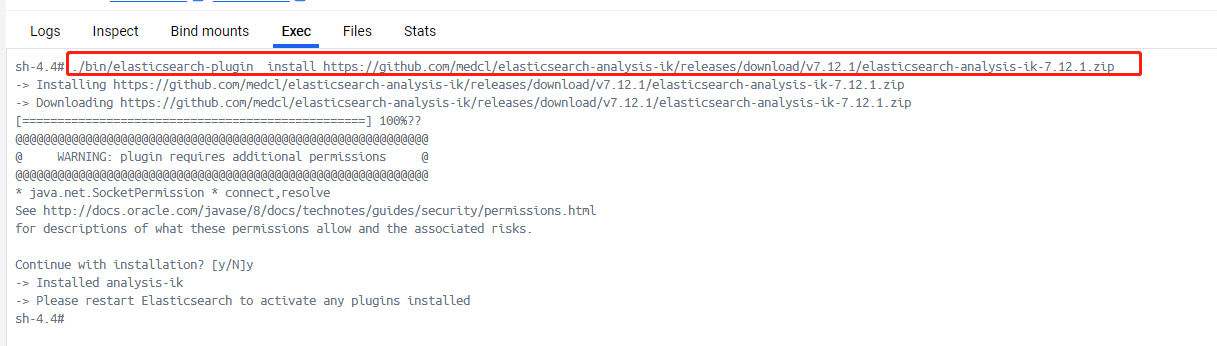 Logs Inspect Bind mounts Exec Files Stats
sh-4.4# ./bin/elasticsearch-plugin  install https://github.com/medcl/elasticsearch-analysis-ik/releases/download/v7.12.1/elasticsearch-analysis-ik-7.12.1.zip
-> Installing https://github.com/medcl/elasticsearch-analysis-ik/releases/download/v7.12.1/elasticsearch-analysis-ik-7.12.1.zip
-> Downloading https://github.com/medcl/elasticsearch-analysis-ik/releases/download/v7.12.1/elasticsearch-analysis-ik-7.12.1.zip
[=================================================] 100%??
@@@@@@@@@@@@@@@@@@@@@@@@@@@@@@@@@@@@@@@@@@@@@@@@@@@@@@@@@@@
@     WARNING: plugin requires additional permissions     @
@@@@@@@@@@@@@@@@@@@@@@@@@@@@@@@@@@@@@@@@@@@@@@@@@@@@@@@@@@@
* java.net.SocketPermission * connect,resolve
See http://docs.oracle.com/javase/8/docs/technotes/guides/security/permissions.html
for descriptions of what these permissions allow and the associated risks.
Continue with installation? [y/N]y
-> Installed analysis-ik
-> Please restart Elasticsearch to activate any plugins installed
sh-4.4#